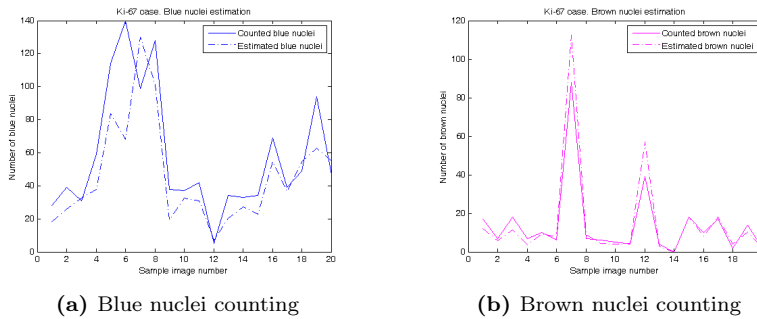 Ki-67 case. Blue nuclei estimation
140
120
100
80
60
40
20
0
Number of blue nuclei
Counted blue nuclei
Estimated blue nuclei
0 2 4 6 8 10 12 14 16 18 20
Sample image number
(a) Blue nuclei counting
Ki-67 case. Brown nuclei estimation
120
100
80
60
40
20
0
Number of brown nuclei
Counted brown nuclei
Estimated brown nuclei
0 2 4 6 8 10 12 14 16 18
Sample image number
(b) Brown nuclei counting